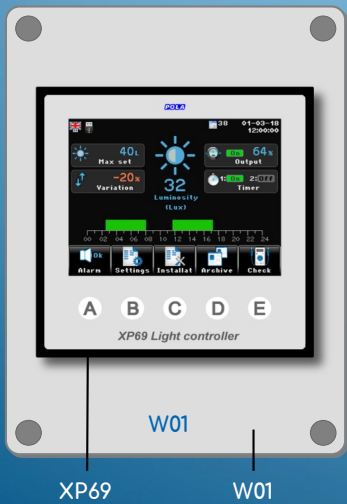 POLA
38 01-03-18
12:00:00
40L
Max set
On 64%
Output
-20%
Variation
1: On 2:Off
Timer
32
Luminosity
(Lux)
00 02 04 06 08 10 12 14 16 18 20 22 24
Ok
Alarm Settings Installat Archive Check
A B C D E
XP69 Light controller
W01
XP69 W01